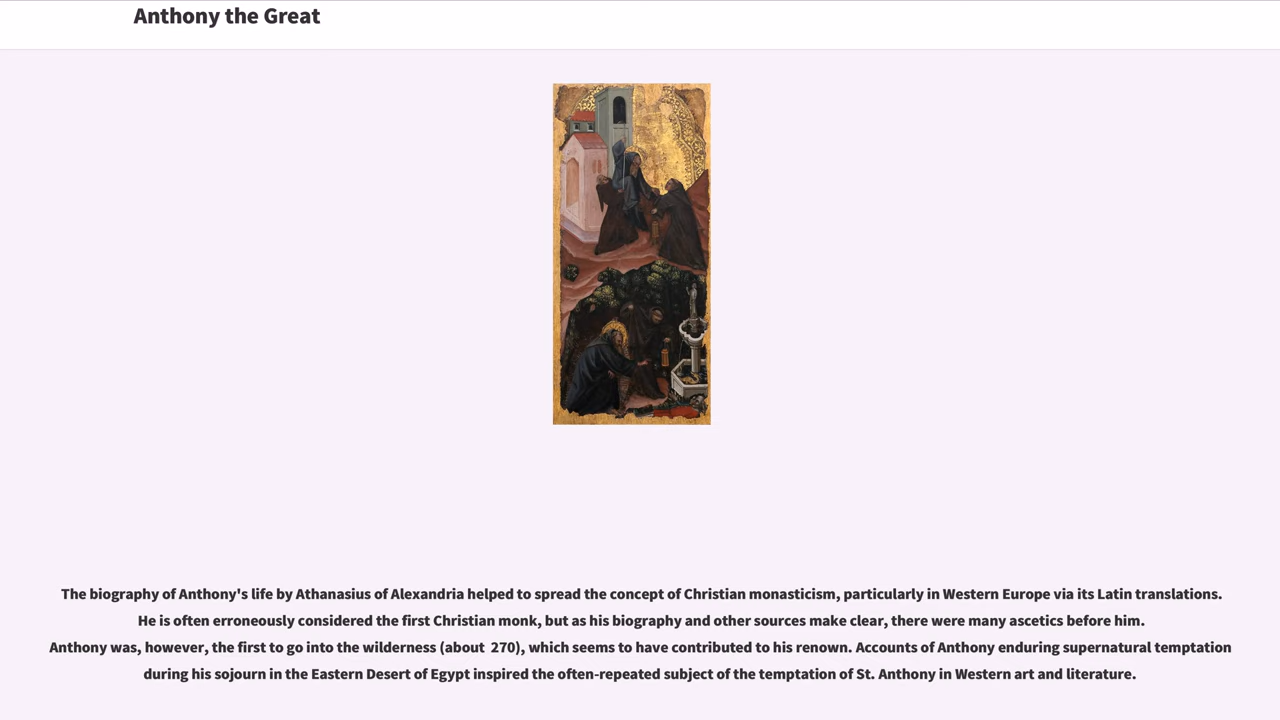 Anthony the Great
The biography of Anthony's life by Athanasius of Alexandria helped to spread the concept of Christian monasticism, particularly in Western Europe via its Latin translations.
He is often erroneously considered the first Christian monk, but as his biography and other sources make clear, there were many ascetics before him.
Anthony was, however, the first to go into the wilderness (about  270), which seems to have contributed to his renown. Accounts of Anthony enduring supernatural temptation
during his sojourn in the Eastern Desert of Egypt inspired the often-repeated subject of the temptation of St. Anthony in Western art and literature.